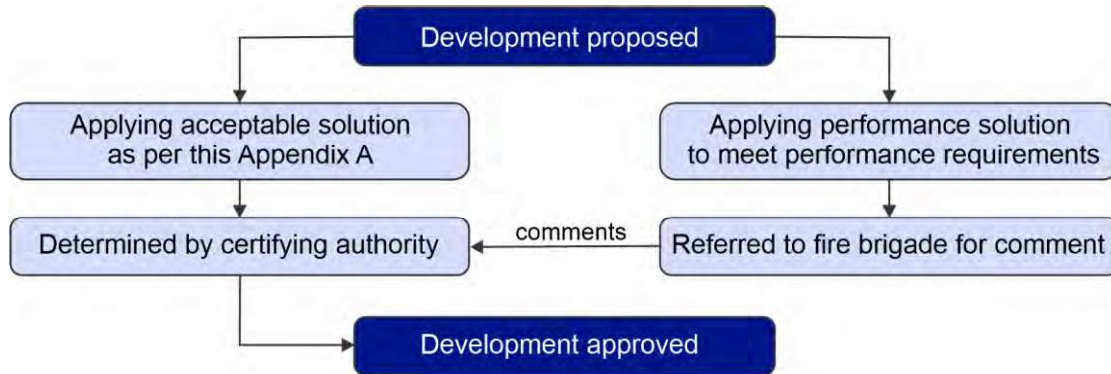 Development proposed
Applying acceptable solution
as per this Appendix A
Applying performance solution
to meet performance requirements
Determined by certifying authority
comments
Referred to fire brigade for comment
Development approved